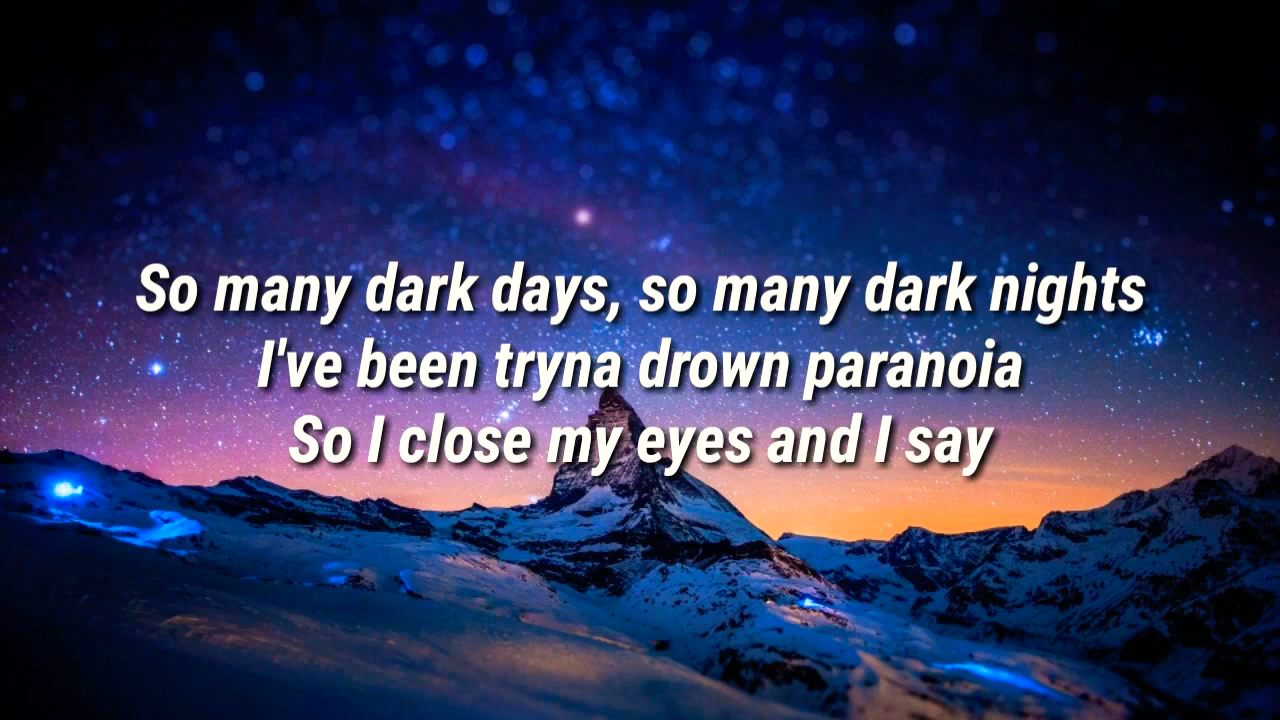 So many dark days, so many dark nights
I've been tryna drown paranoia
So I close my eyes and I say